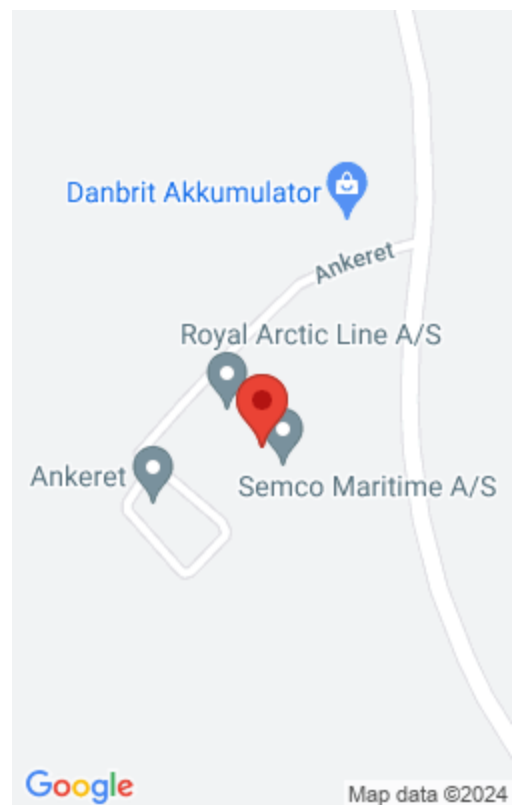 Danbrit Akkumulator
Ankeret
Royal Arctic Line A/S
Ankeret
Semco Maritime A/S
Google
Map data ©2024